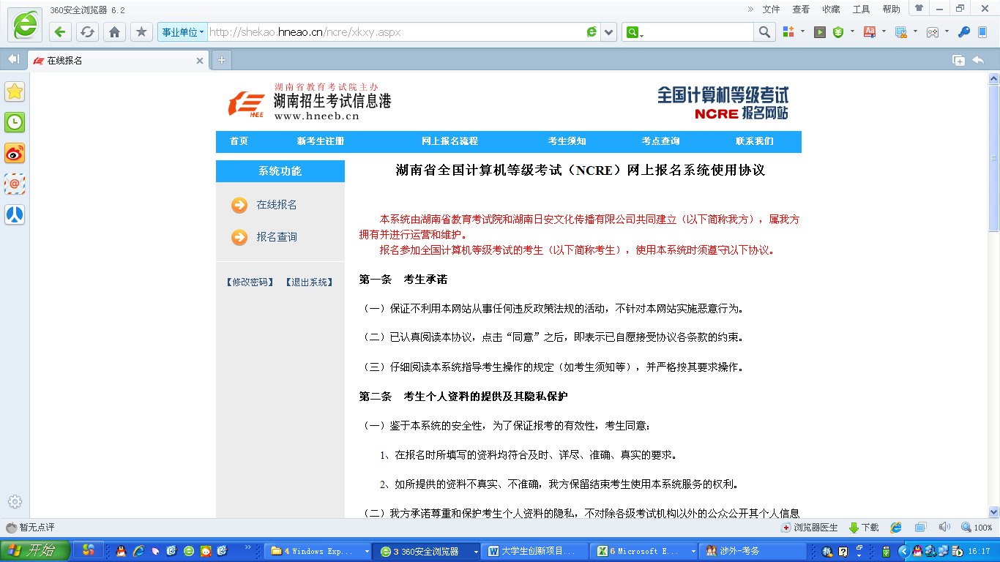 360安全浏览器 6.2
» 文件 查看 收藏 工具 帮助
事业单位 http://shekao.hneao.cn/ncre/xkxy.aspx
在线报名
湖南省教育考试院主办
湖南招生考试信息港
HNEE
www.hneeb.cn
全国计算机等级考试
NCRE 报名网站
首页 新考生注册 网上报名流程 考生须知 考点查询 联系我们
系统功能
在线报名
报名查询
【修改密码】 【退出系统】
湖南省全国计算机等级考试（NCRE）网上报名系统使用协议
本系统由湖南省教育考试院和湖南日安文化传播有限公司共同建立（以下简称我方），属我方
拥有并进行运营和维护。
报名参加全国计算机等级考试的考生（以下简称考生），使用本系统时须遵守以下协议。
第一条 考生承诺
（一）保证不利用本网站从事任何违反政策法规的活动，不针对本网站实施恶意行为。
（二）已认真阅读本协议，点击“同意”之后，即表示已自愿接受协议各条款的约束。
（三）仔细阅读本系统指导考生操作的规定（如考生须知等），并严格按其要求操作。
第二条 考生个人资料的提供及其隐私保护
（一）鉴于本系统的安全性，为了保证报考的有效性，考生同意：
1、在报名时所填写的资料均符合及时、详尽、准确、真实的要求。
2、如所提供的资料不真实、不准确，我方保留结束考生使用本系统服务的权利。
（二）我方承诺尊重和保护考生个人资料的隐私，不对除各级考试机构以外的公众公开其个人信息
暂无点评 浏览器医生 下载 100%
开始 4 Windows Exp... 3 360安全浏览器 大学生创新项目... 6 Microsoft E... 涉外-考务 16:17